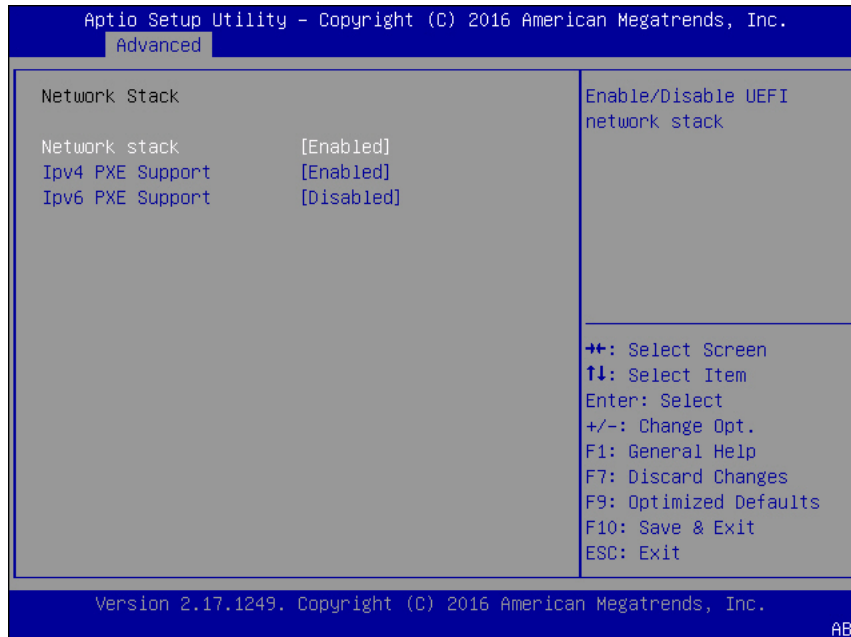 Aptio Setup Utility – Copyright (C) 2016 American Megatrends, Inc.
Advanced
Network Stack
Network stack [Enabled]
Ipv4 PXE Support [Enabled]
Ipv6 PXE Support [Disabled]
Enable/Disable UEFI
network stack
→←: Select Screen
↑↓: Select Item
Enter: Select
+/-: Change Opt.
F1: General Help
F7: Discard Changes
F9: Optimized Defaults
F10: Save & Exit
ESC: Exit
Version 2.17.1249. Copyright (C) 2016 American Megatrends, Inc.
AB